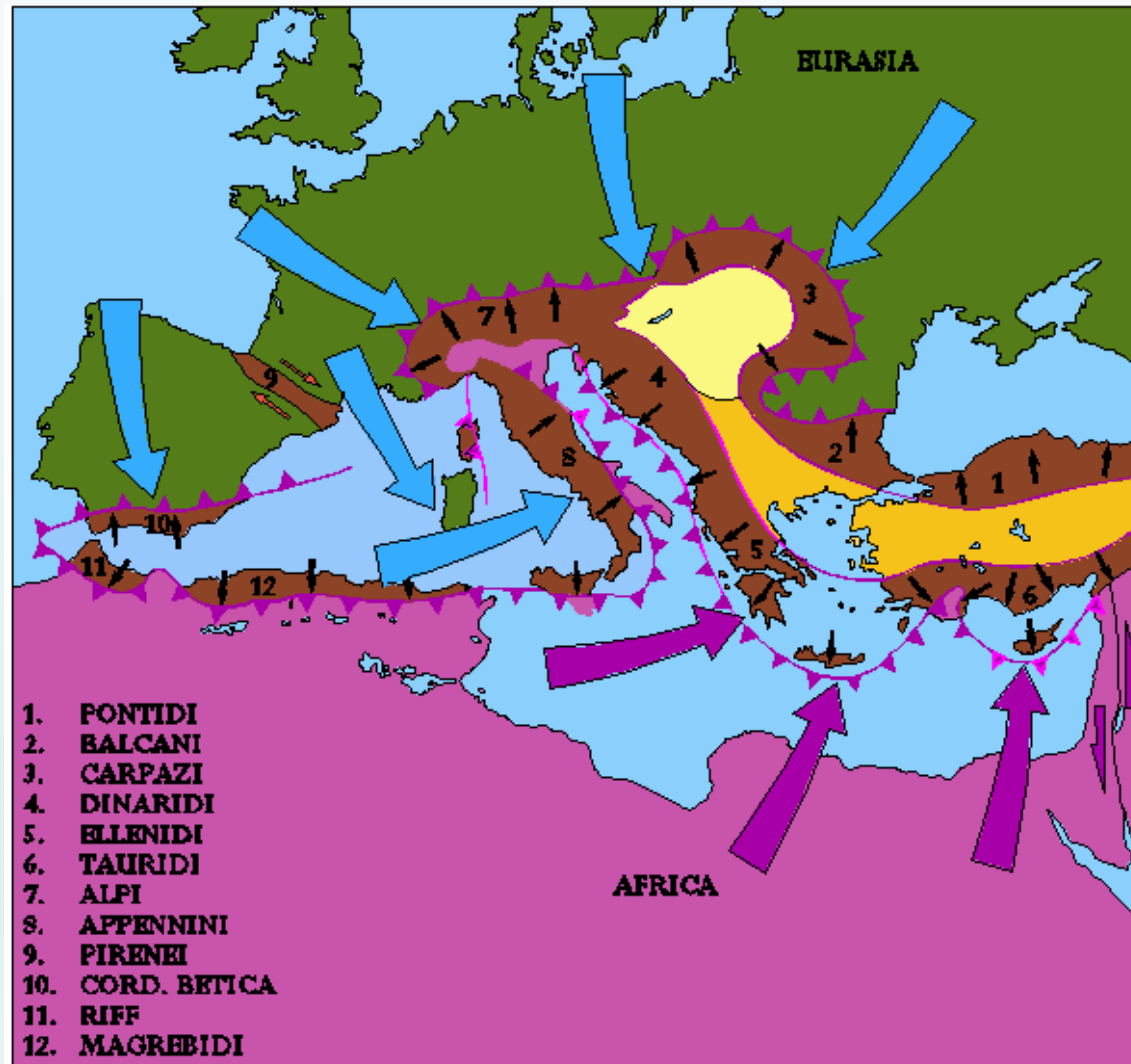 EURASIA
7
3
9
4
8
2
1
10
5
11
12
6
1. PONTIDI
2. BALCANI
3. CARPAZI
4. DINARIDI
5. ELLENIDI
6. TAURIDI
7. ALPI
8. APPENNINI
9. PIRENEI
10. CORD. BETICA
11. RIFF
12. MAGREBIDI
AFRICA